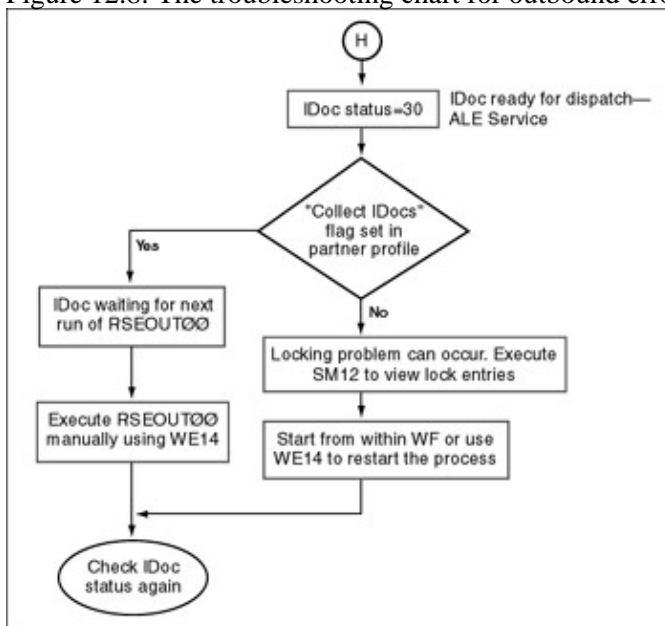 Figure 12.8: The troubleshooting chart for outbound
H
IDoc status=30
IDoc ready for dispatch—
ALE Service
"Collect IDocs"
flag set in
partner profile
Yes
No
IDoc waiting for next
run of RSEOUTØØ
Locking problem can occur. Execute
SM12 to view lock entries
Execute RSEOUTØØ
manually using WE14
Start from within WF or use
WE14 to restart the process
Check IDoc
status again